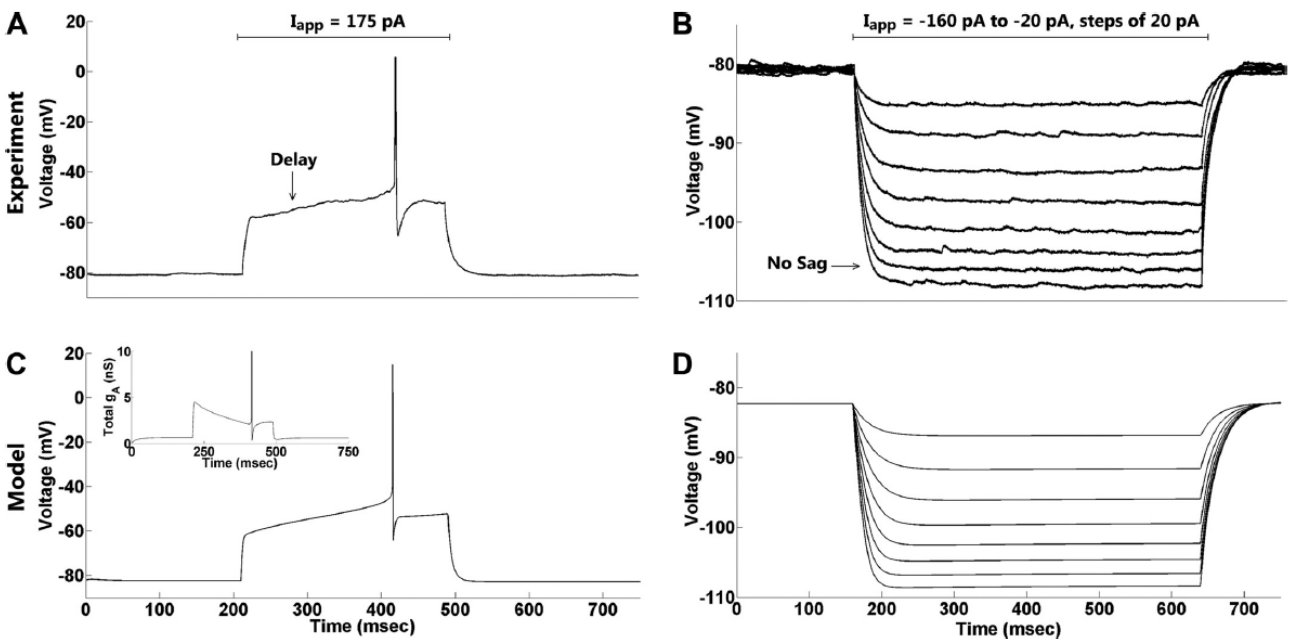 A
I_app = 175 pA
Experiment
Voltage (mV)
20
0
-20
-40
-60
-80
Delay
B
I_app = -160 pA to -20 pA, steps of 20 pA
Voltage (mV)
-80
-90
-100
-110
No Sag
C
Model
Voltage (mV)
20
0
-20
-40
-60
-80
0 100 200 300 400 500 600 700
Time (msec)
Total g_A (nS)
10
5
0
0 250 500 750
Time (msec)
D
Voltage (mV)
-80
-90
-100
-110
0 100 200 300 400 500 600 700
Time (msec)